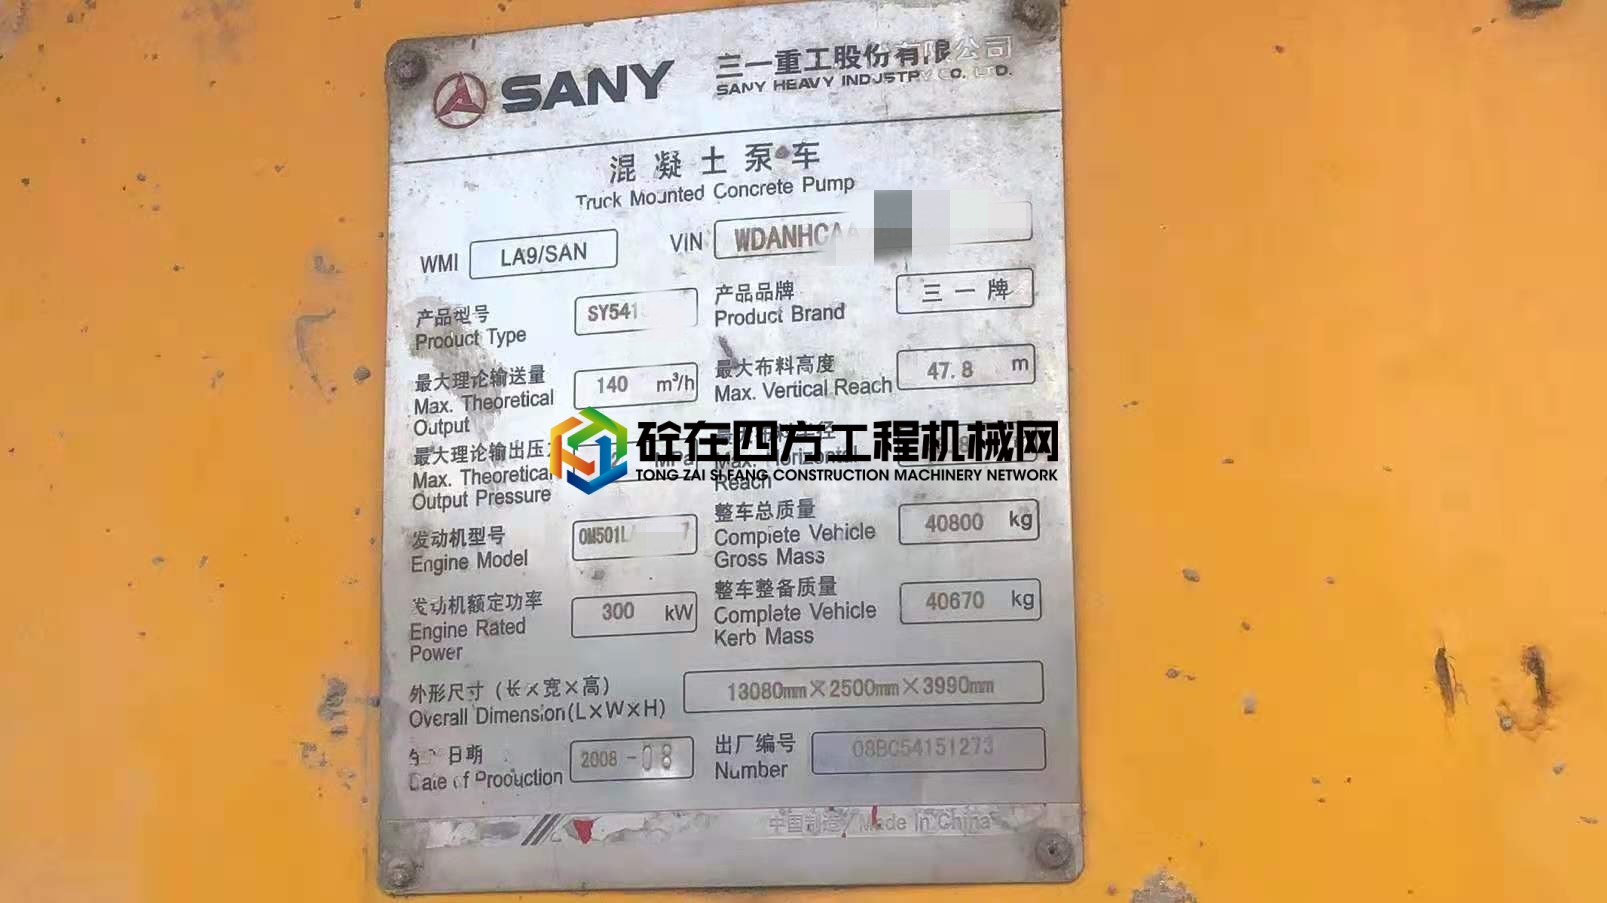 SANY
三一重工股份有限公司
SANY HEAVY INDUSTRY CO. LTD.
混凝土泵车
Truck Mounted Concrete Pump
WMI LA9/SAN VIN WDANHCAA
产品型号 SY541 产品品牌 三一牌
Product Type Product Brand
最大理论输送量 140 m³/h 最大布料高度 47.8 m
Max. Theoretical Max. Vertical Reach
Output
砼在四方工程机械网
TONG ZAI SI FANG CONSTRUCTION MACHINERY NETWORK
最大理论输出压
Max. Theoretical MPa Max. Horizontal
Output Pressure Reach
发动机型号 OM501L 7 整车总质量 40800 kg
Engine Model Complete Vehicle
Gross Mass
发动机额定功率 300 kW 整车整备质量 40670 kg
Engine Rated Complate Vehicle
Power Kerb Mass
外形尺寸(长×宽×高) 13080mm×2500mm×3990mm
Overall Dimension(L×W×H)
日期 2008-08 出厂编号 08BC54151273
Date of Production Number
中国制造 Made In China